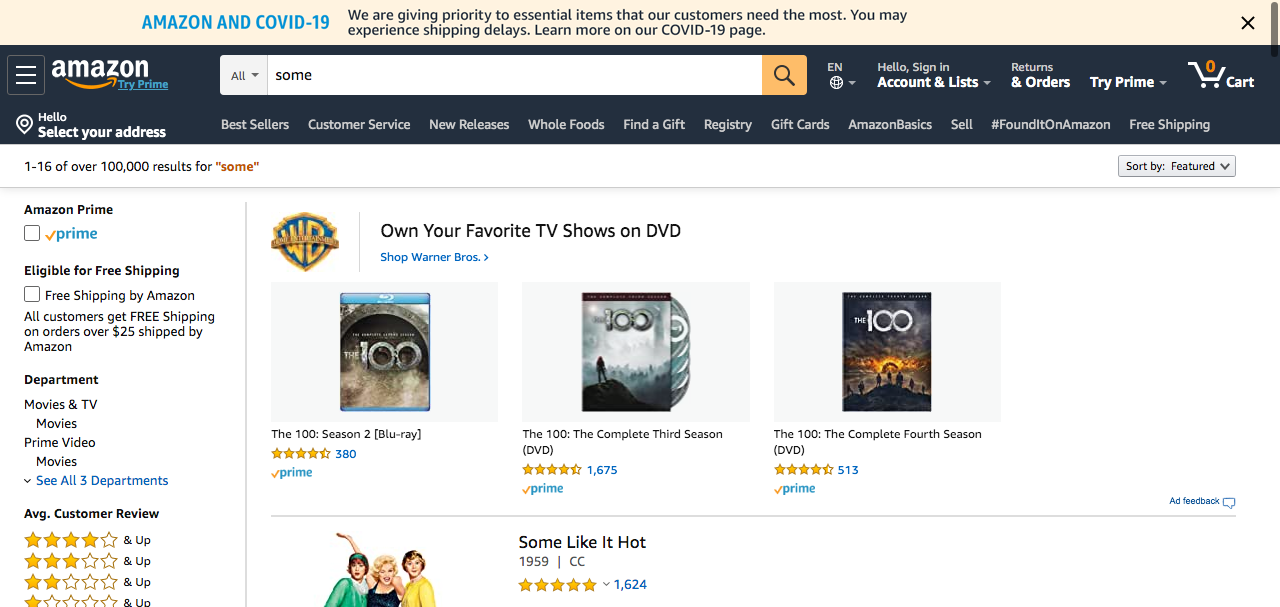 AMAZON AND COVID-19
We are giving priority to essential items that our customers need the most. You may
experience shipping delays. Learn more on our COVID-19 page.
amazon
Try Prime
All
some
EN
Hello, Sign in
Account & Lists
Returns
& Orders
Try Prime
0
Cart
Hello
Select your address
Best Sellers
Customer Service
New Releases
Whole Foods
Find a Gift
Registry
Gift Cards
AmazonBasics
Sell
#FoundItOnAmazon
Free Shipping
1-16 of over 100,000 results for "some"
Sort by: Featured
Amazon Prime
prime
Eligible for Free Shipping
Free Shipping by Amazon
All customers get FREE Shipping
on orders over $25 shipped by
Amazon
Department
Movies & TV
Movies
Prime Video
Movies
See All 3 Departments
Avg. Customer Review
& Up
& Up
& Up
& Up
WB
Own Your Favorite TV Shows on DVD
Shop Warner Bros. ›
THE 100
THE 100
THE 100
The 100: Season 2 [Blu-ray]
380
prime
The 100: The Complete Third Season
(DVD)
1,675
prime
The 100: The Complete Fourth Season
(DVD)
513
prime
Ad feedback
Some Like It Hot
1959 | CC
1,624